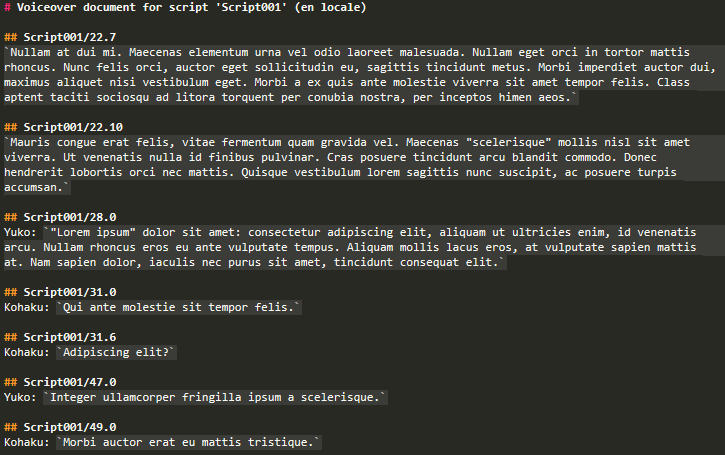 # Voiceover document for script 'Script001' (en locale)
## Script001/22.7
`Nullam at dui mi. Maecenas elementum urna vel odio laoreet malesuada. Nullam eget orci in tortor mattis
rhoncus. Nunc felis orci, auctor eget sollicitudin eu, sagittis tincidunt metus. Morbi imperdiet auctor dui,
maximus aliquet nisi vestibulum eget. Morbi a ex quis ante molestie viverra sit amet tempor felis. Class
aptent taciti sociosqu ad litora torquent per conubia nostra, per inceptos himen aeos.`
## Script001/22.10
`Mauris congue erat felis, vitae fermentum quam gravida vel. Maecenas "scelerisque" mollis nisl sit amet
viverra. Ut venenatis nulla id finibus pulvinar. Cras posuere tincidunt arcu blandit commodo. Donec
hendrerit lobortis orci nec mattis. Quisque vestibulum lorem sagittis nunc suscipit, ac posuere turpis
accumsan.`
## Script001/28.0
Yuko: `"Lorem ipsum" dolor sit amet: consectetur adipiscing elit, aliquam ut ultricies enim, id venenatis
arcu. Nullam rhoncus eros eu ante vulputate tempus. Aliquam mollis lacus eros, at vulputate sapien mattis
at. Nam sapien dolor, iaculis nec purus sit amet, tincidunt consequat elit.`
## Script001/31.0
Kohaku: `Qui ante molestie sit tempor felis.`
## Script001/31.6
Kohaku: `Adipiscing elit?`
## Script001/47.0
Yuko: `Integer ullamcorper fringilla ipsum a scelerisque.`
## Script001/49.0
Kohaku: `Morbi auctor erat eu mattis tristique.`